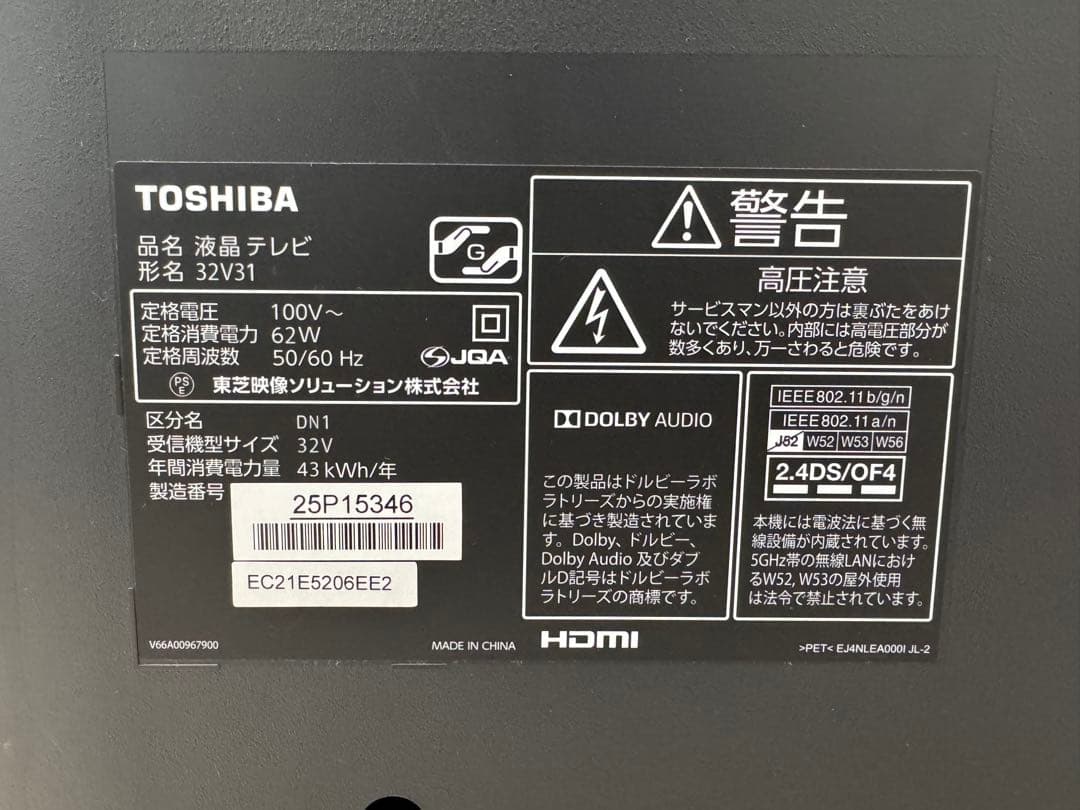 TOSHIBA
品名 液晶テレビ
形名 32V31
G
定格電圧 100V～
定格消費電力 62W
定格周波数 50/60 Hz
JQA
PS
E
東芝映像ソリューション株式会社
区分名 DN1
受信機型サイズ 32V
年間消費電力量 43 kWh/年
製造番号
25P15346
EC21E5206EE2
V66A00967900
MADE IN CHINA
警告
高圧注意
サービスマン以外の方は裏ぶたをあけ
ないでください。内部には高電圧部分が
数多くあり、万一さわると危険です。
DOLBY AUDIO
この製品はドルビーラボ
ラトリーズからの実施権
に基づき製造されていま
す。Dolby、ドルビー、
Dolby Audio 及びダブ
ルD記号はドルビーラボ
ラトリーズの商標です。
IEEE802.11b/g/n
IEEE802.11a/n
J52 W52 W53 W56
2.4DS/OF4
本機には電波法に基づく無
線設備が内蔵されています。
5GHz帯の無線LANにおけ
るW52, W53の屋外使用
は法令で禁止されています。
HDMI
>PET< EJ4NLEA000I JL-2